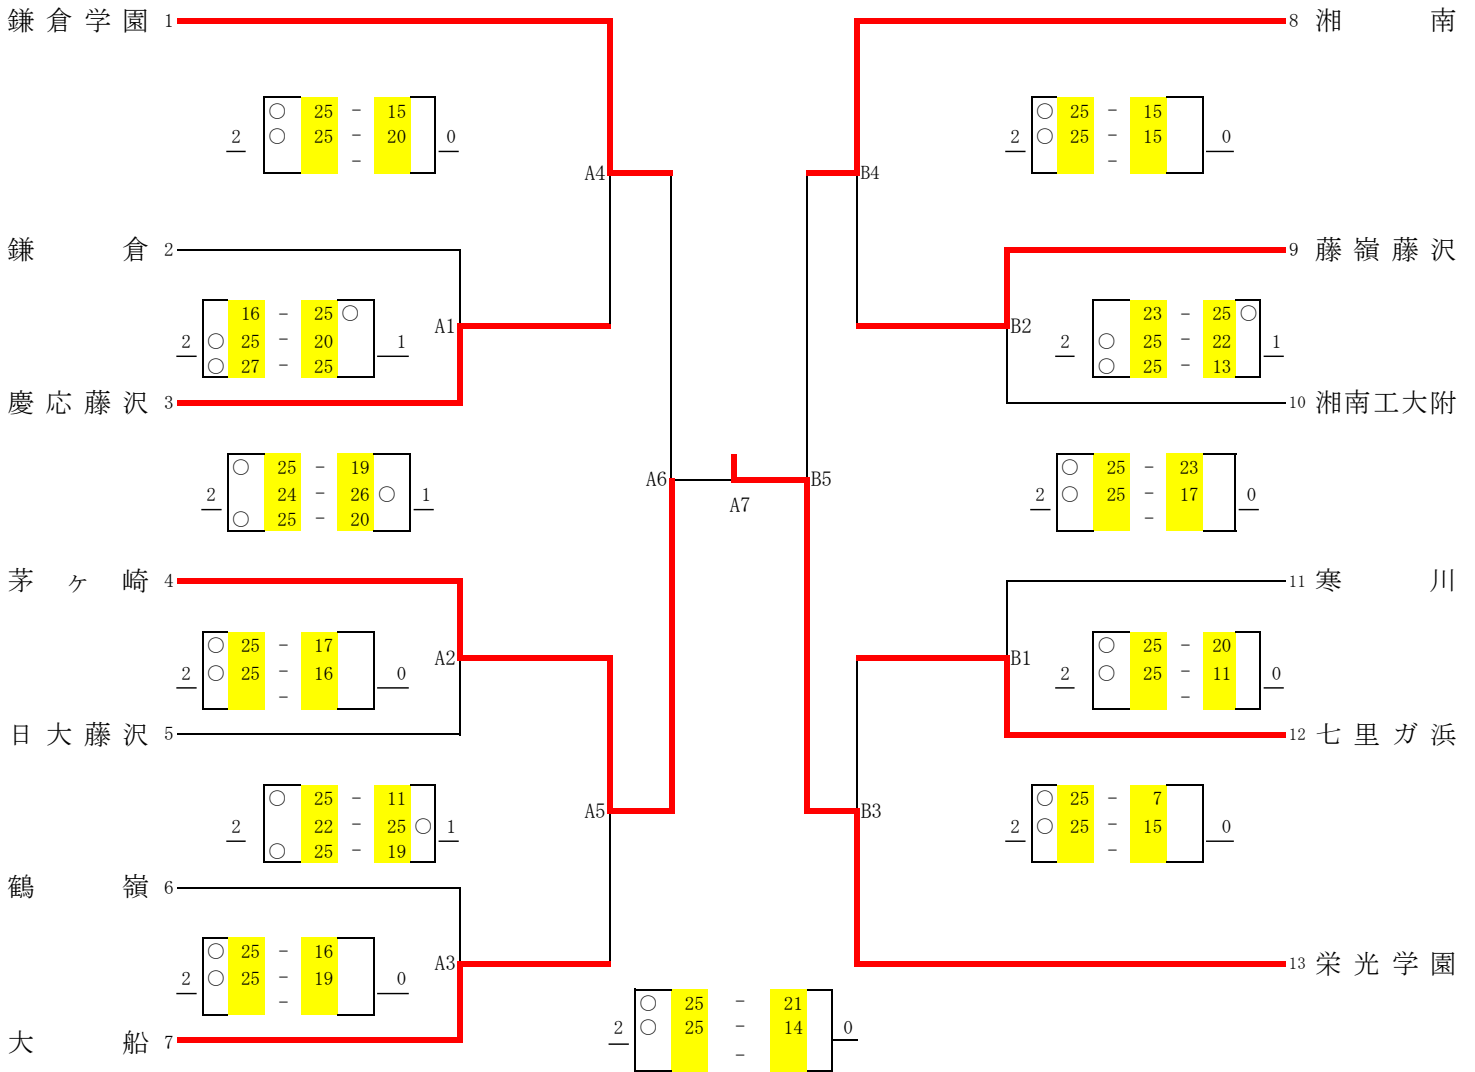 鎌倉学園 1
8 湘南
○ 25 - 15
2 ○ 25 - 20 0
-
○ 25 - 15
2 ○ 25 - 15 0
-
A4
B4
鎌倉 2
9 藤嶺藤沢
16 - 25 ○
2 ○ 25 - 20 1
○ 27 - 25
A1
B2
23 - 25 ○
2 ○ 25 - 22 1
○ 25 - 13
慶応藤沢 3
10 湘南工大附
○ 25 - 19
2 24 - 26 ○ 1
○ 25 - 20
A6
A7
B5
○ 25 - 23
2 ○ 25 - 17 0
-
茅ヶ崎 4
11 寒川
○ 25 - 17
2 ○ 25 - 16 0
-
A2
B1
○ 25 - 20
2 ○ 25 - 11 0
-
日大藤沢 5
12 七里ガ浜
○ 25 - 11
2 22 - 25 ○ 1
○ 25 - 19
A5
B3
○ 25 - 7
2 ○ 25 - 15 0
-
鶴嶺 6
○ 25 - 16
2 ○ 25 - 19 0
-
A3
13 栄光学園
大船 7
○ 25 - 21
2 ○ 25 - 14 0
-